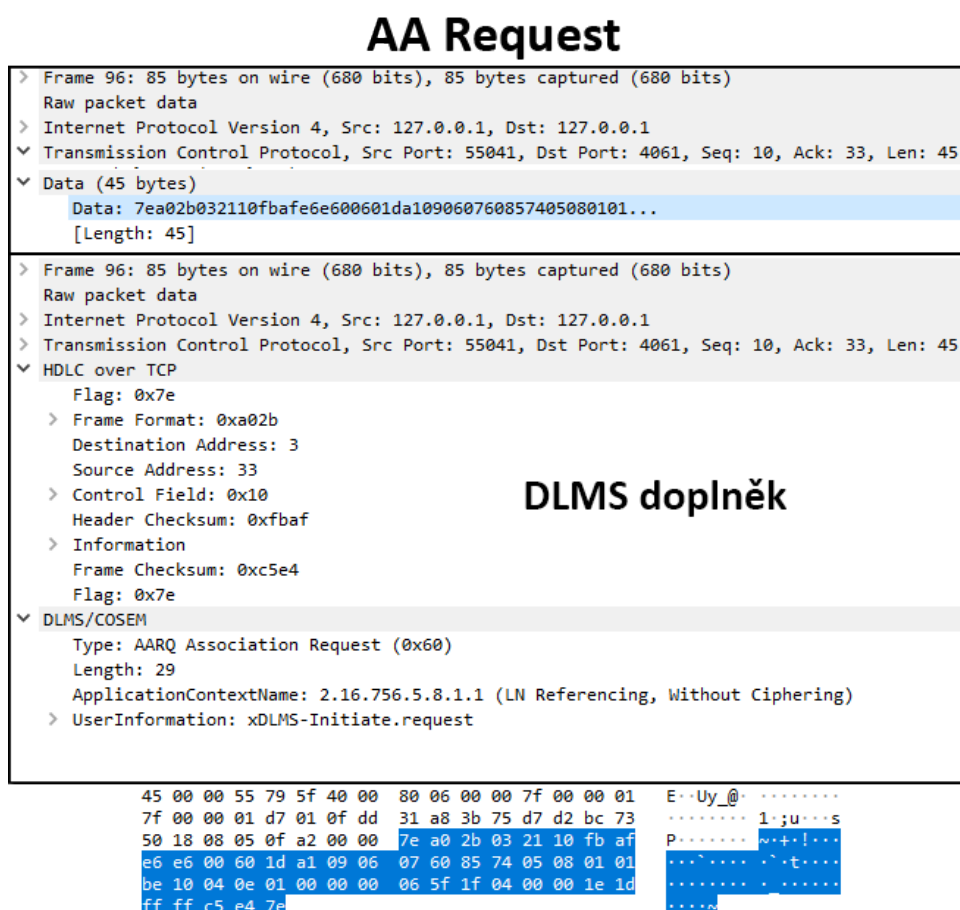 AA Request
Frame 96: 85 bytes on wire (680 bits), 85 bytes captured (680 bits)
Raw packet data
Internet Protocol Version 4, Src: 127.0.0.1, Dst: 127.0.0.1
Transmission Control Protocol, Src Port: 55041, Dst Port: 4061, Seq: 10, Ack: 33, Len: 45
Data (45 bytes)
Data: 7ea02b032110fbafe6e600601da109060760857405080101...
[Length: 45]
Frame 96: 85 bytes on wire (680 bits), 85 bytes captured (680 bits)
Raw packet data
Internet Protocol Version 4, Src: 127.0.0.1, Dst: 127.0.0.1
Transmission Control Protocol, Src Port: 55041, Dst Port: 4061, Seq: 10, Ack: 33, Len: 45
HDLC over TCP
Flag: 0x7e
Frame Format: 0xa02b
Destination Address: 3
Source Address: 33
Control Field: 0x10
DLMS doplněk
Header Checksum: 0xfbaf
Information
Frame Checksum: 0xc5e4
Flag: 0x7e
DLMS/COSEM
Type: AARQ Association Request (0x60)
Length: 29
ApplicationContextName: 2.16.756.5.8.1.1 (LN Referencing, Without Ciphering)
UserInformation: xDLMS-Initiate.request
45 00 00 55 79 5f 40 00 80 06 00 00 7f 00 00 01 E··Uy_@· ········
7f 00 00 01 d7 01 0f dd 31 a8 3b 75 d7 d2 bc 73 ········ 1·;u···s
50 18 08 05 0f a2 00 00 7e a0 2b 03 21 10 fb af P······· ~·+·!···
e6 e6 00 60 1d a1 09 06 07 60 85 74 05 08 01 01 ···`···· ·`·t····
be 10 04 0e 01 00 00 00 06 5f 1f 04 00 00 1e 1d ········ ·_······
ff ff c5 e4 7e ····~